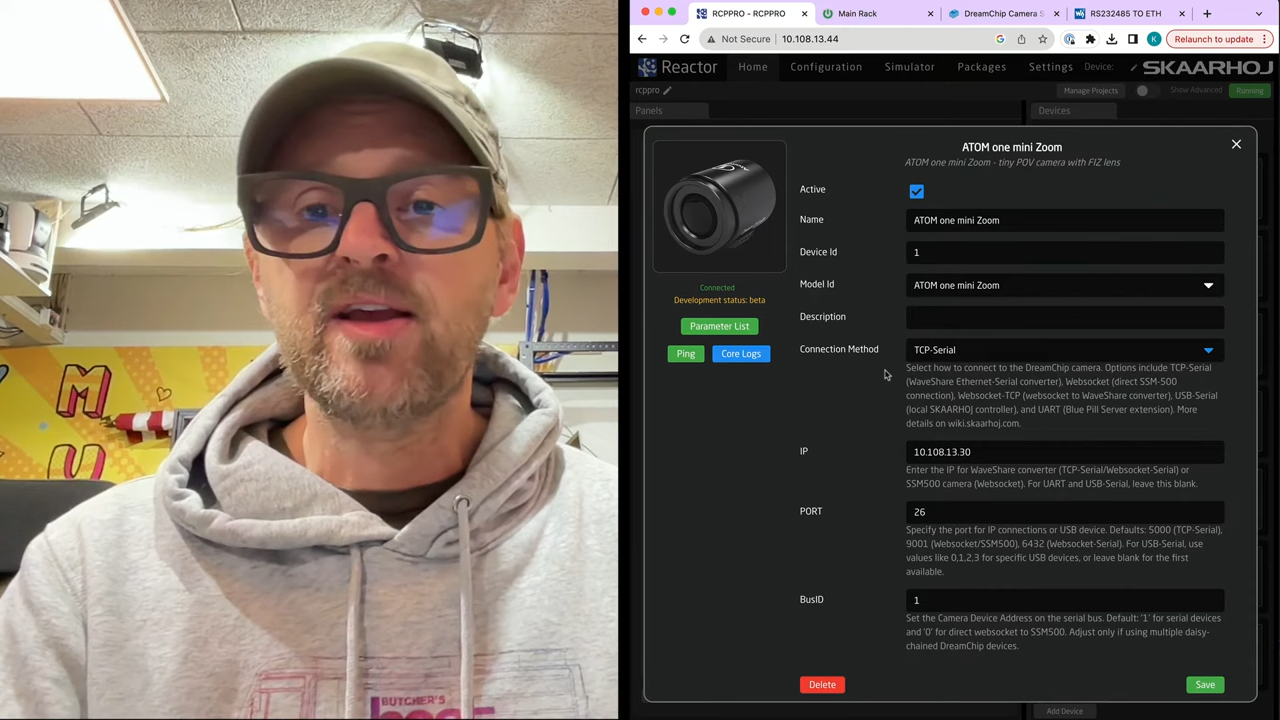 RCPPRO - RCPPRO
Main Rack
DreamChip Camera S
RS232485 TO ETH
Not Secure
10.108.13.44
Relaunch to update
Reactor
Home
Configuration
Simulator
Packages
Settings
Device:
SKAARHOJ
rcppro
Manage Projects
Show Advanced
Running
Panels
Devices
ATOM one mini Zoom
ATOM one mini Zoom - tiny POV camera with FIZ lens
Active
Name
ATOM one mini Zoom
Device Id
1
Connected
Development status: beta
Model Id
ATOM one mini Zoom
Description
Parameter List
Ping
Core Logs
Connection Method
TCP-Serial
Select how to connect to the DreamChip camera. Options include TCP-Serial
(WaveShare Ethernet-Serial converter), Websocket (direct SSM-500
connection), Websocket-TCP (websocket to WaveShare converter), USB-Serial
(local SKAARHOJ controller), and UART (Blue Pill Server extension). More
details on wiki.skaarhoj.com.
IP
10.108.13.30
Enter the IP for WaveShare converter (TCP-Serial/Websocket-Serial) or
SSM500 camera (Websocket). For UART and USB-Serial, leave this blank.
PORT
26
Specify the port for IP connections or USB device. Defaults: 5000 (TCP-Serial),
9001 (Websocket/SSM500), 6432 (Websocket-Serial). For USB-Serial, use
values like 0,1,2,3 for specific USB devices, or leave blank for the first
available.
BusID
1
Set the Camera Device Address on the serial bus. Default: '1' for serial devices
and '0' for direct websocket to SSM500. Adjust only if using multiple daisy-
chained DreamChip devices.
Delete
Save
Add Device
BUTCHER'S